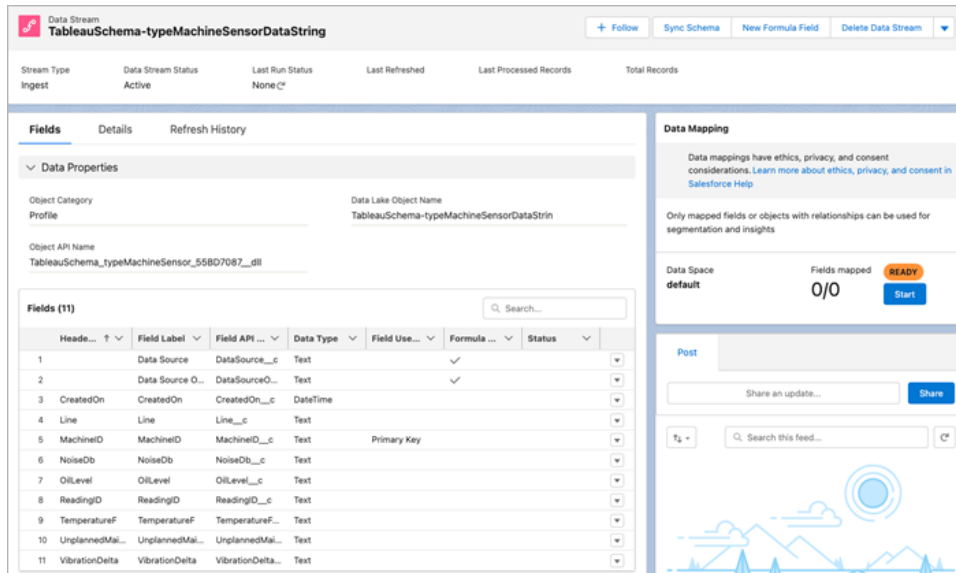 Data Stream
TableauSchema-typeMachineSensorDataString
+ Follow
Sync Schema
New Formula Field
Delete Data Stream
Stream Type
Data Stream Status
Last Run Status
Last Refreshed
Last Processed Records
Total Records
Ingest
Active
None
Fields
Details
Refresh History
Data Properties
Object Category
Data Lake Object Name
Profile
TableauSchema-typeMachineSensorDataStrin
Object API Name
TableauSchema_typeMachineSensor_55BD7087__dll
Fields (11)
Search...
Heade... Field Label Field API ... Data Type Field Use... Formula ... Status
1 Data Source DataSource__c Text
2 Data Source O... DataSourceO... Text
3 CreatedOn CreatedOn CreatedOn__c DateTime
4 Line Line Line__c Text
5 MachineID MachineID MachineID__c Text Primary Key
6 NoiseDb NoiseDb NoiseDb__c Text
7 OilLevel OilLevel OilLevel__c Text
8 ReadingID ReadingID ReadingID__c Text
9 TemperatureF TemperatureF TemperatureF... Text
10 UnplannedMai... UnplannedMai... UnplannedMai... Text
11 VibrationDelta VibrationDelta VibrationDelta... Text
Data Mapping
Data mappings have ethics, privacy, and consent
considerations. Learn more about ethics, privacy, and consent in
Salesforce Help
Only mapped fields or objects with relationships can be used for
segmentation and insights
Data Space
default
Fields mapped
0/0
READY
Start
Post
Share an update...
Share
Search this feed...